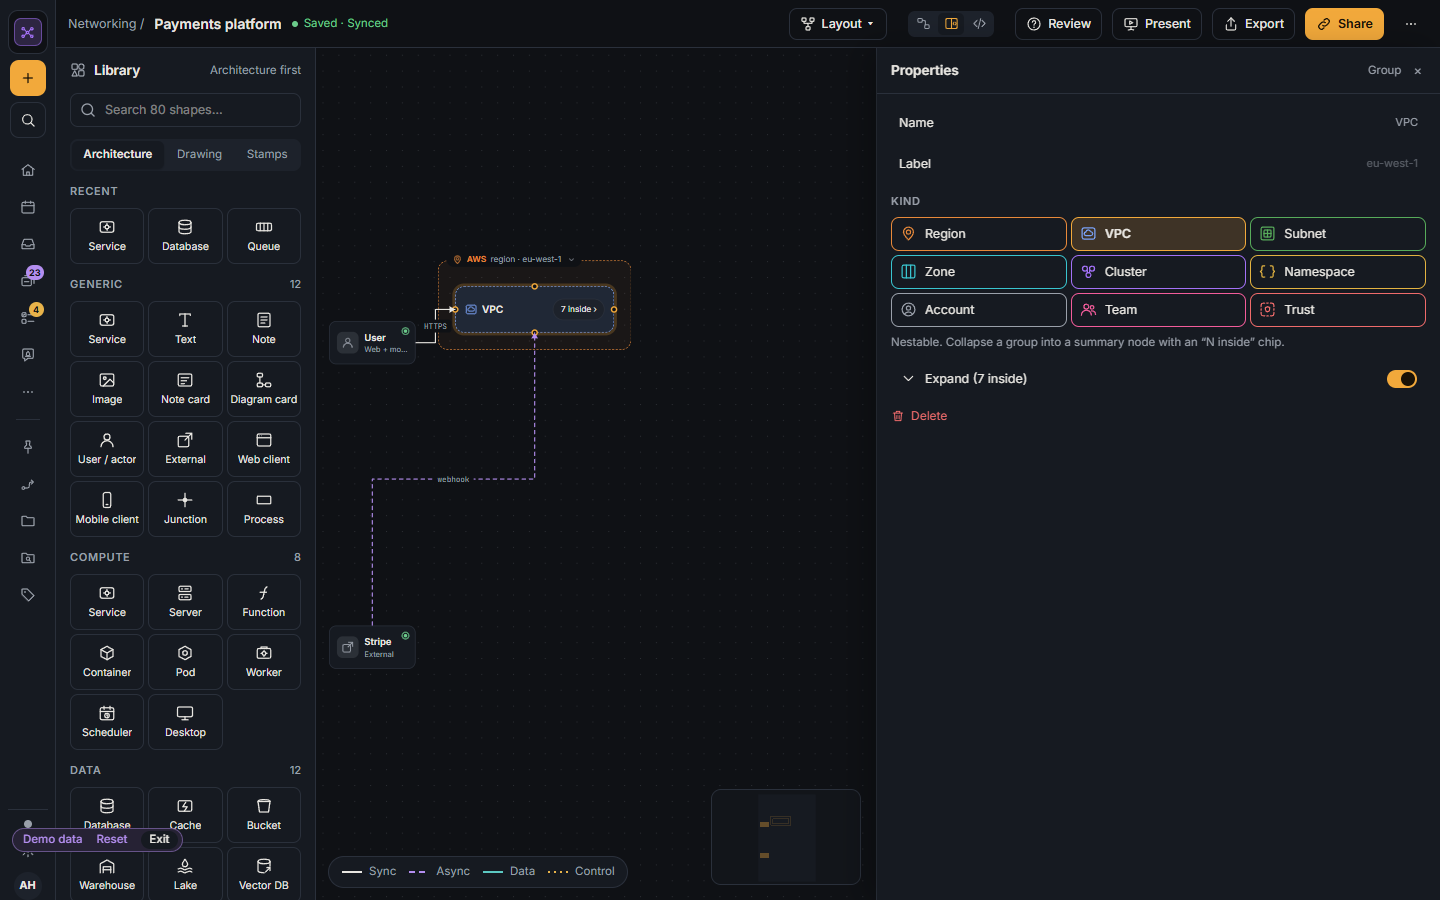 Networking / Payments platform Saved · Synced Layout Review Present Export Share
Library Architecture first
Search 80 shapes...
Architecture Drawing Stamps
RECENT
Service Database Queue
GENERIC 12
Service Text Note
Image Note card Diagram card
User / actor External Web client
Mobile client Junction Process
COMPUTE 8
Service Server Function
Container Pod Worker
Scheduler Desktop
DATA 12
Database Cache Bucket
Warehouse Lake Vector DB
23
4
Demo data Reset Exit
AH
AWS region · eu-west-1
VPC 7 inside ›
HTTPS
User
Web + mo...
webhook
Stripe
External
Sync Async Data Control
Properties Group ×
Name VPC
Label eu-west-1
KIND
Region VPC Subnet
Zone Cluster Namespace
Account Team Trust
Nestable. Collapse a group into a summary node with an “N inside” chip.
Expand (7 inside)
Delete